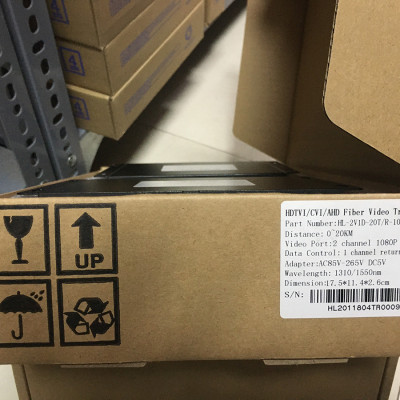 UP
HDTVI/CVI/AHD Fiber Video
Part Number:HL-2V1D-20T/R-10
Distance: 0~20KM
Video Port:2 channel 1080P
Data Control: 1 channel return
Adapter:AC85V-265V DC5V
Wavelength: 1310/1550nm
Dimension:17.5*11.4*2.6cm
S/N:
HL2011804TR0009